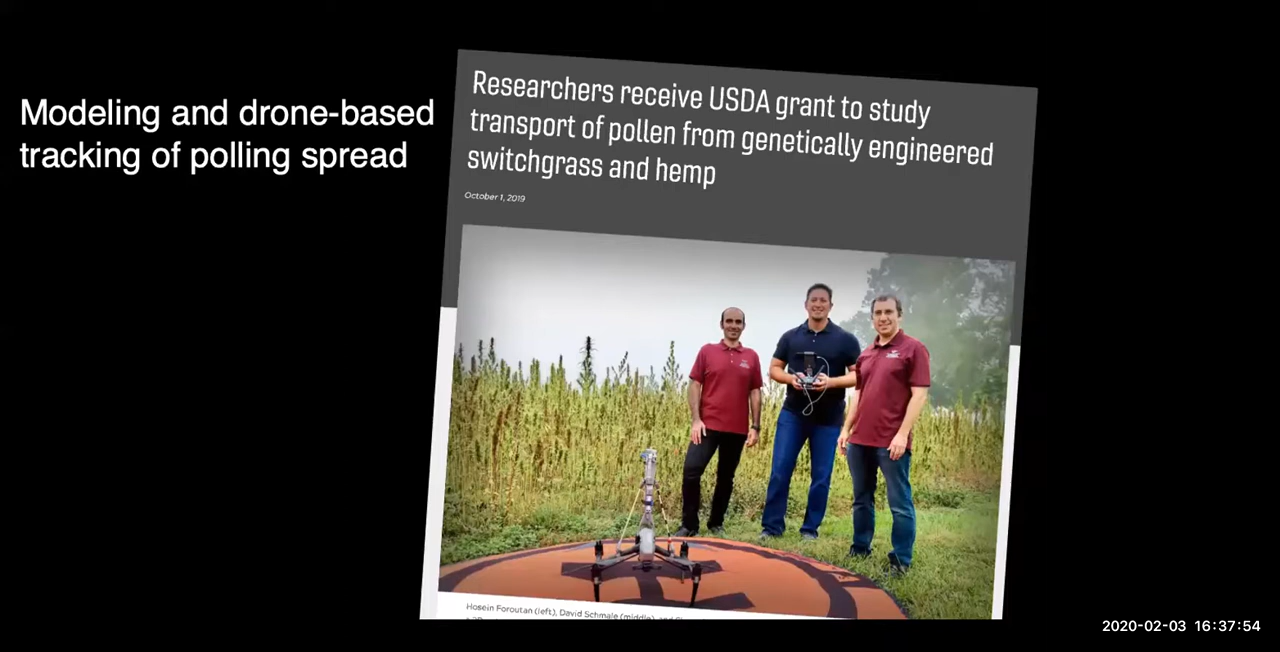 Modeling and drone-based
tracking of polling spread
Researchers receive USDA grant to study
transport of pollen from genetically engineered
switchgrass and hemp
October 1, 2019
Hosein Foroutan (left), David Schmale (middle), and
2020-02-03 16:37:54